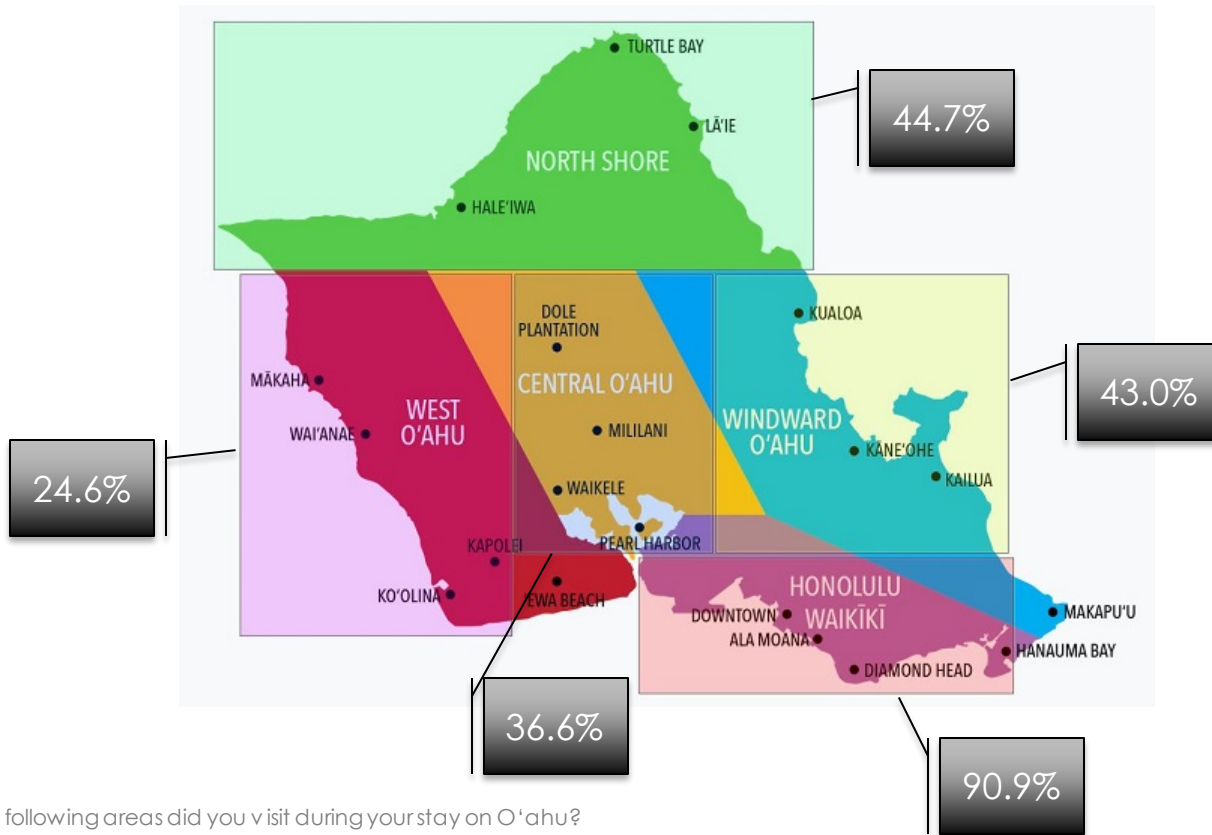 TURTLE BAY
44.7%
LĀ'IE
NORTH SHORE
HALE'IWA
DOLE
PLANTATION
KUALOA
MĀKAHA
CENTRAL O'AHU
43.0%
WEST
O'AHU
WINDWARD
O'AHU
WAI'ANAE
MILILANI
KĀNE'OHE
24.6%
WAIKELE
KAILUA
PEARL HARBOR
KAPOLEI
KO'OLINA
'EWA BEACH
HONOLULU
WAIKĪKĪ
DOWNTOWN
MAKAPU'U
ALA MOANA
HANAUMA BAY
DIAMOND HEAD
36.6%
90.9%
following areas did you visit during your stay on O‘ahu?